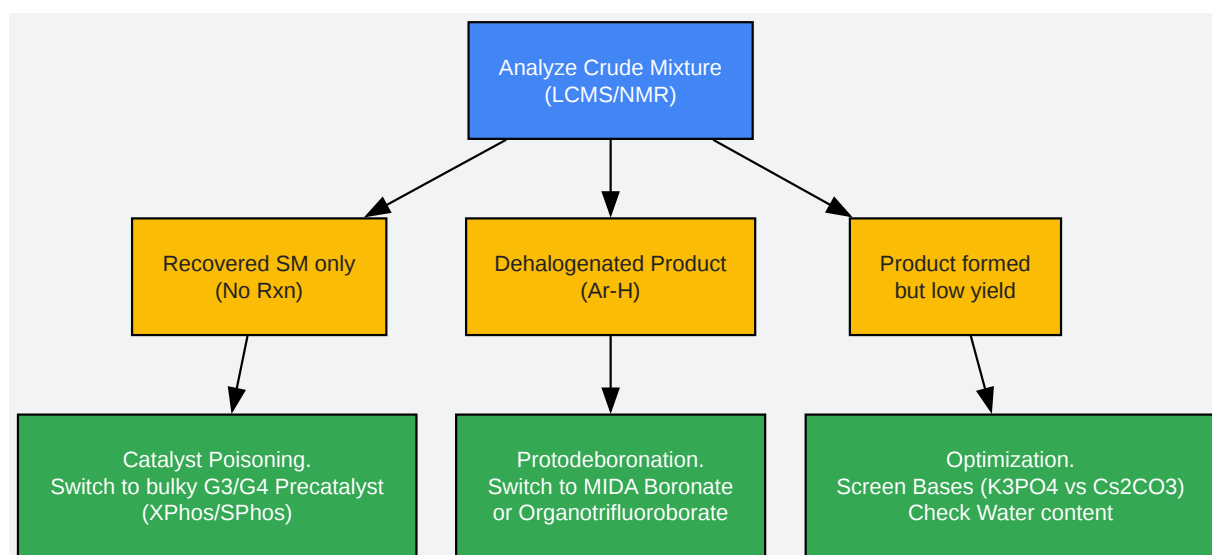 Analyze Crude Mixture
(LCMS/NMR)
Recovered SM only
(No Rxn)
Dehalogenated Product
(Ar-H)
Product formed
but low yield
Catalyst Poisoning.
Switch to bulky G3/G4 Precatalyst
(XPhos/SPhos)
Protodeboronation.
Switch to MIDA Boronate
or Organotrifluoroborate
Optimization.
Screen Bases (K3PO4 vs Cs2CO3)
Check Water content